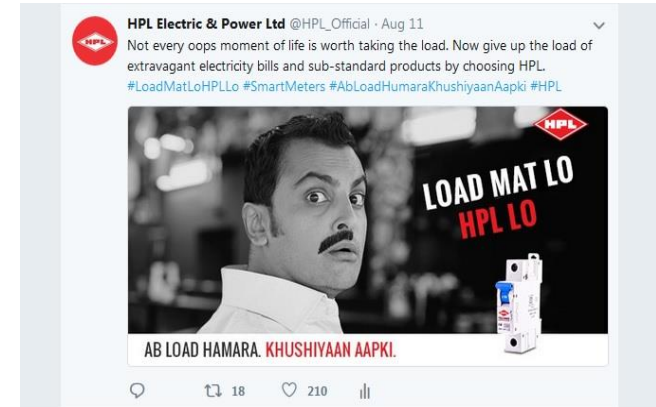 HPL Electric & Power Ltd @HPL_Official · Aug 11
Not every oops moment of life is worth taking the load. Now give up the load of
extravagant electricity bills and sub-standard products by choosing HPL.
#LoadMatLoHPLLo #SmartMeters #AbLoadHumaraKhushiyaanAapki #HPL
HPL
HPL
LOAD MAT LO
HPL LO
AB LOAD HAMARA. KHUSHIYAAN AAPKI.
18 210